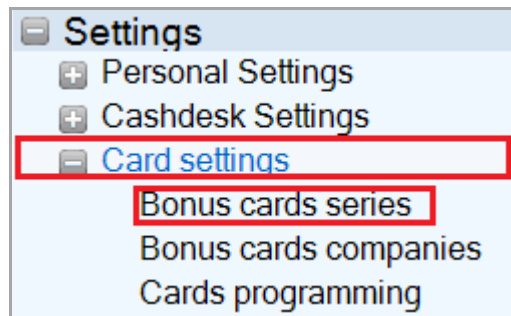 Settings
Personal Settings
Cashdesk Settings
Card settings
Bonus cards series
Bonus cards companies
Cards programming